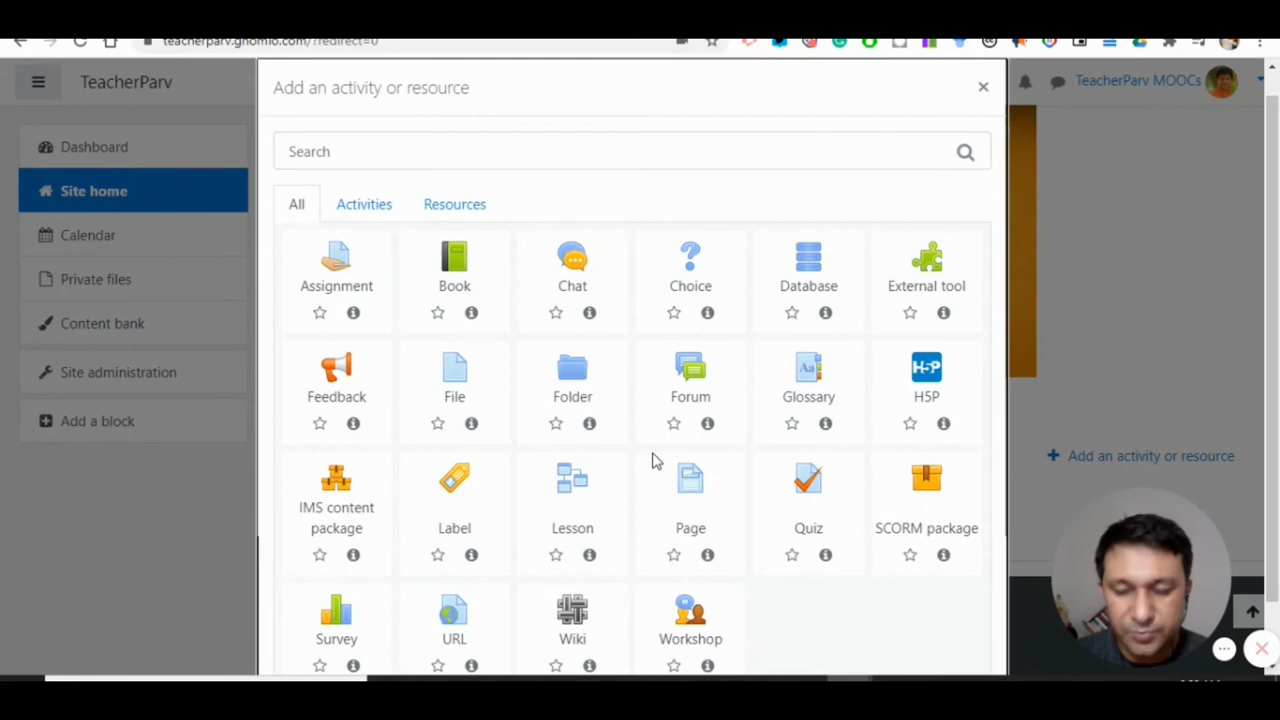 teacherparv.gnomio.com/?redirect=0
TeacherParv
Add an activity or resource
TeacherParv MOOCs
Search
Dashboard
Site home
Calendar
Private files
Content bank
Site administration
Add a block
All Activities Resources
Assignment Book Chat Choice Database External tool
Feedback File Folder Forum Glossary H5P
H-5P
Aa
IMS content package Label Lesson Page Quiz SCORM package
Survey URL Wiki Workshop
Add an activity or resource